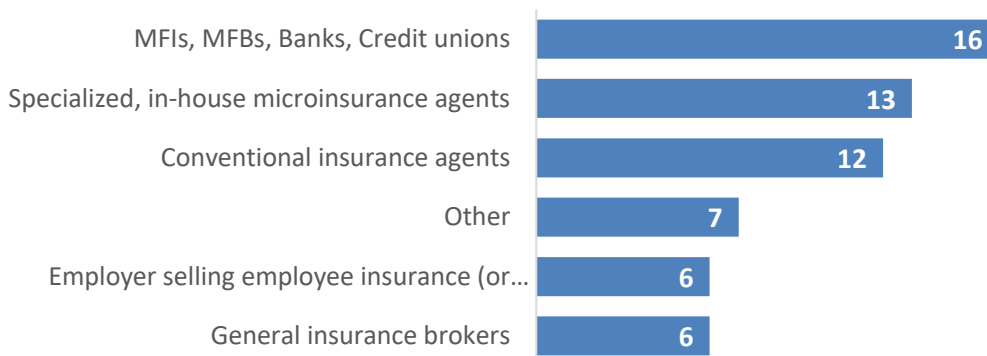 MFIs, MFBs, Banks, Credit unions 16
Specialized, in-house microinsurance agents 13
Conventional insurance agents 12
Other 7
Employer selling employee insurance (or… 6
General insurance brokers 6